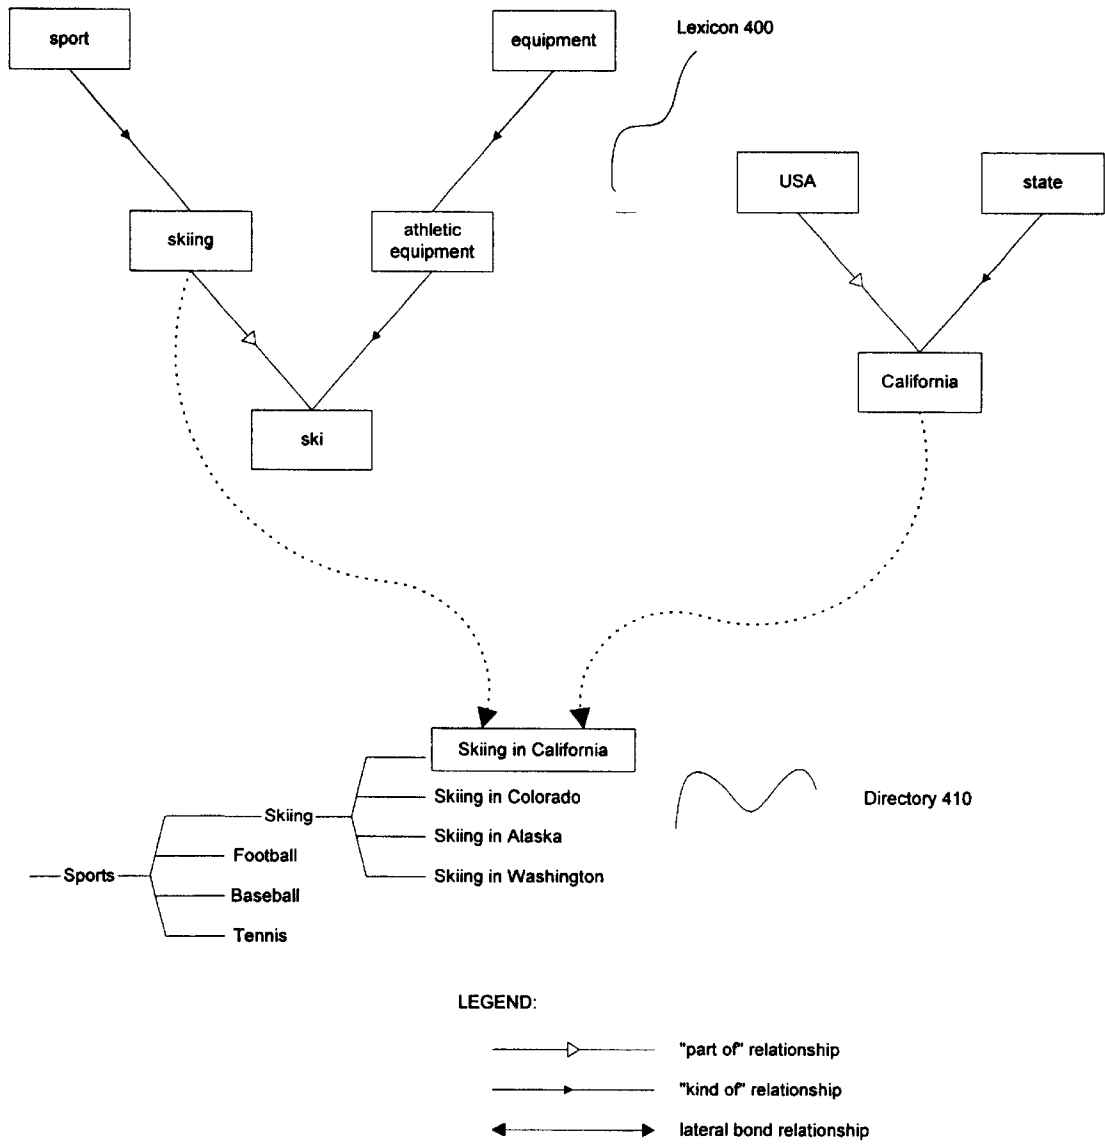 sport
equipment
Lexicon 400
USA
state
skiing
athletic
equipment
California
ski
Skiing in California
Skiing in Colorado
Directory 410
Skiing
Skiing in Alaska
Football
Sports
Skiing in Washington
Baseball
Tennis
LEGEND:
"part of" relationship
"kind of" relationship
lateral bond relationship